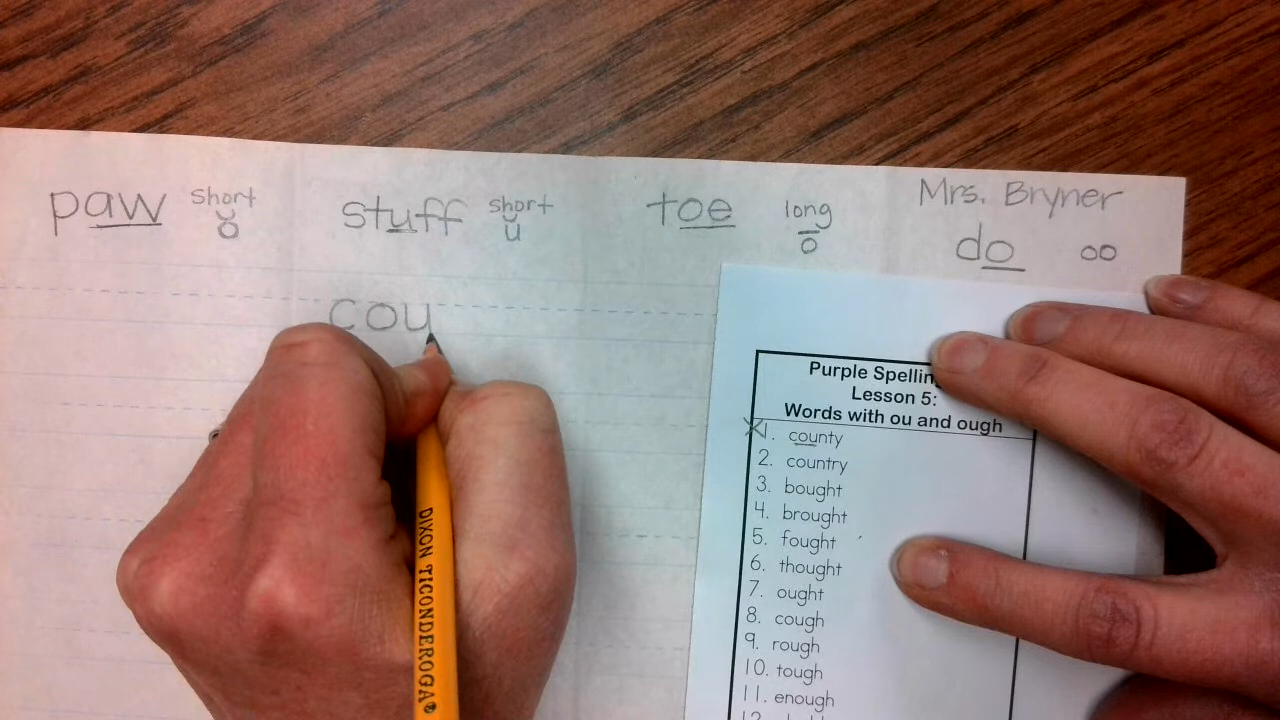 paw short ŏ stuff short ŭ toe long ō Mrs. Bryner
do oo
cou
Purple
Lesson 5:
Words with ou and ough
1. county
2. country
3. bought
4. brought
5. fought
6. thought
7. ought
8. cough
9. rough
10. tough
11. enough
DIXON TICONDEROGA®